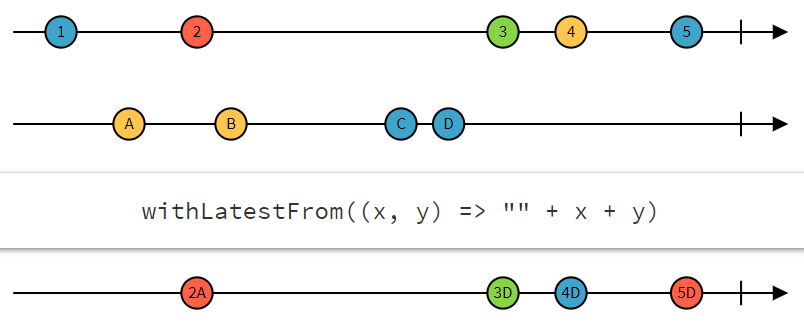 1 2 3 4 5
A B C D
withLatestFrom((x, y) => "" + x + y)
2A 3D 4D 5D